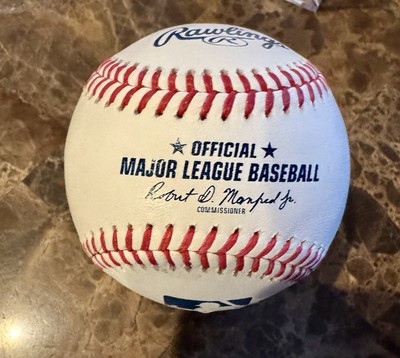 Rawlings
R
★ OFFICIAL ★
MAJOR LEAGUE BASEBALL
Robert D. Manfred Jr.
COMMISSIONER